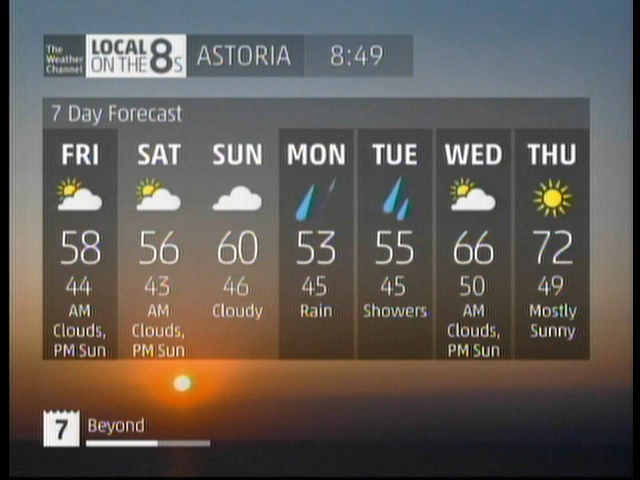 The
Weather
Channel
LOCAL
ON THE 8s
ASTORIA
8:49
7 Day Forecast
FRI SAT SUN MON TUE WED THU
58 56 60 53 55 66 72
44 43 46 45 45 50 49
AM Clouds, PM Sun
AM Clouds, PM Sun
Cloudy
Rain
Showers
AM Clouds, PM Sun
Mostly Sunny
7
Beyond